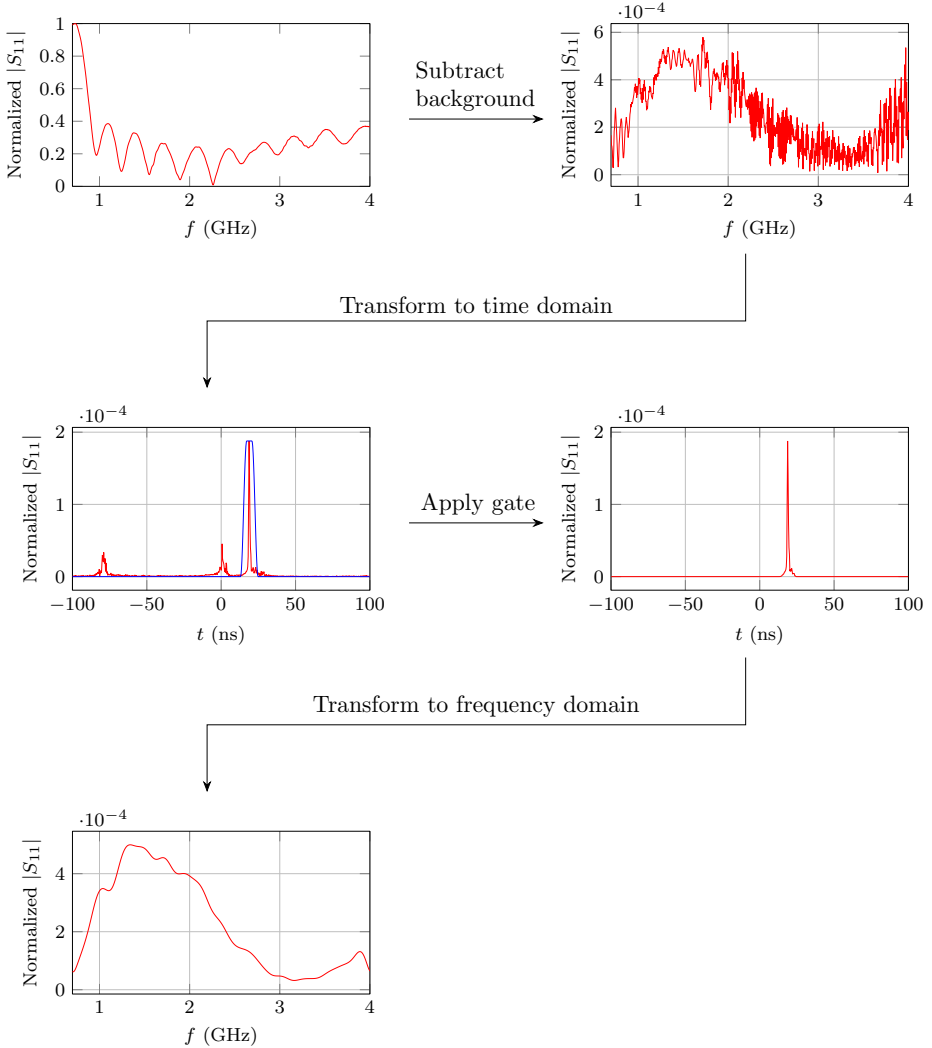 Normalized |S₁₁|
1
0.8
0.6
0.4
0.2
0
1 2 3 4
f (GHz)
Subtract
background
·10⁻⁴
Normalized |S₁₁|
6
4
2
0
1 2 3 4
f (GHz)
Transform to time domain
·10⁻⁴
Normalized |S₁₁|
2
1
0
−100 −50 0 50 100
t (ns)
Apply gate
·10⁻⁴
Normalized |S₁₁|
2
1
0
−100 −50 0 50 100
t (ns)
Transform to frequency domain
·10⁻⁴
Normalized |S₁₁|
4
2
0
1 2 3 4
f (GHz)